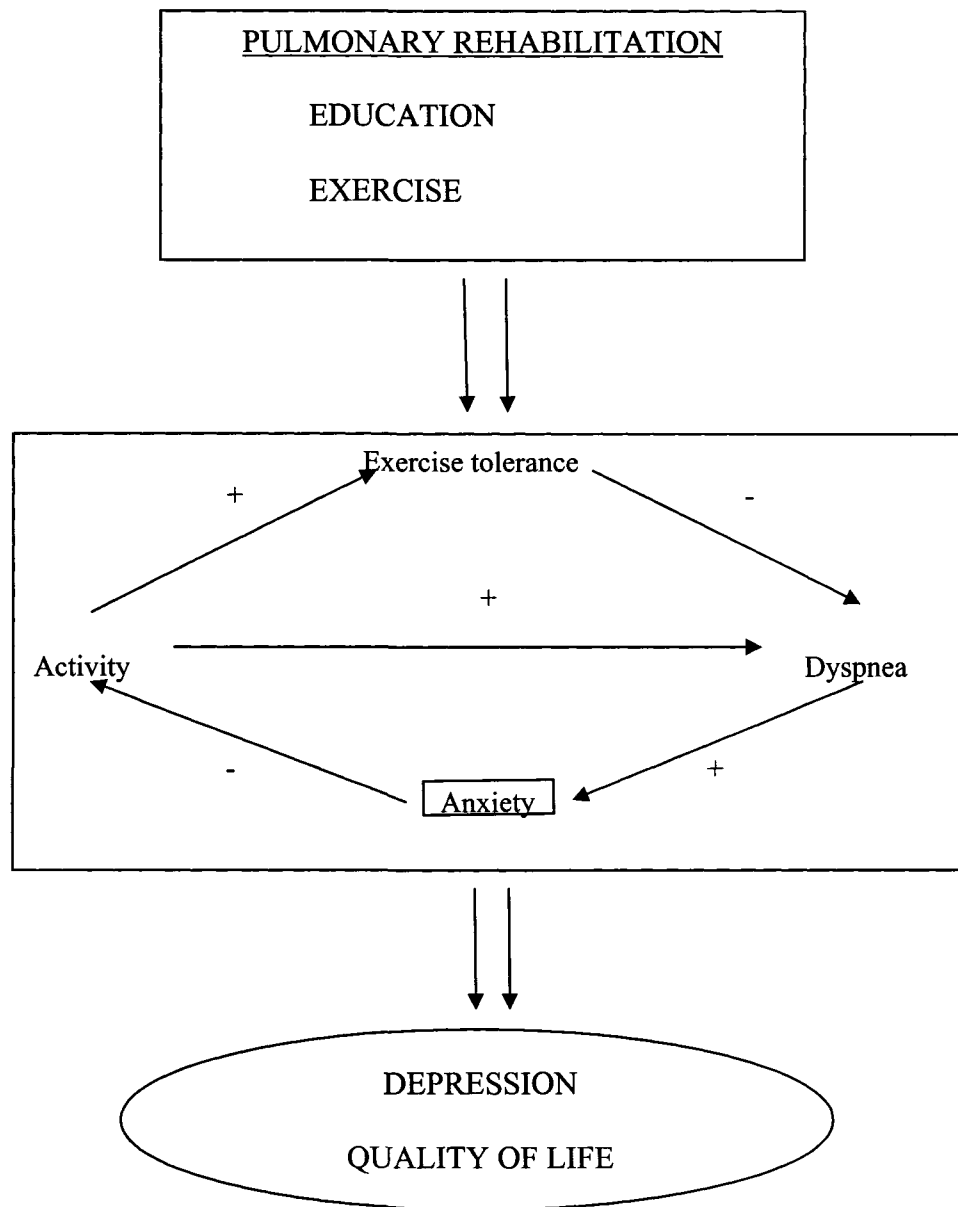 PULMONARY REHABILITATION
EDUCATION
EXERCISE
Exercise tolerance
+
-
+
Activity
Dyspnea
-
+
Anxiety
DEPRESSION
QUALITY OF LIFE